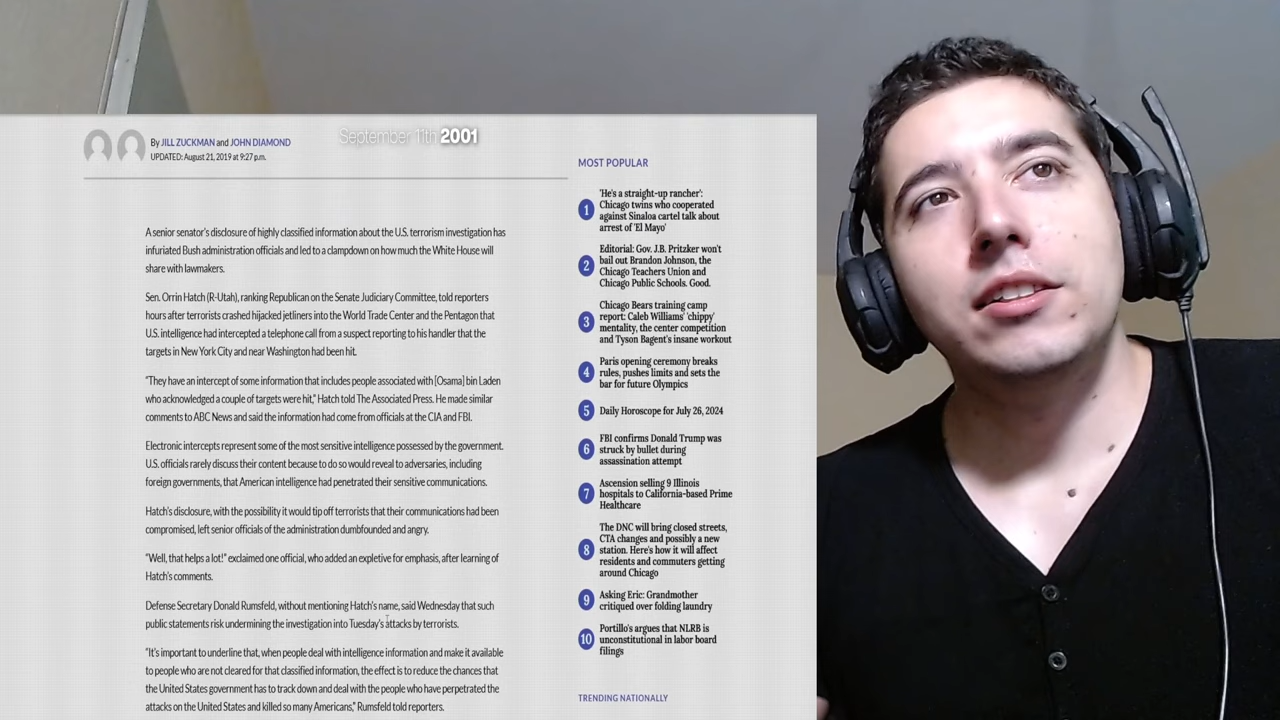 September 11th 2001
By JILL ZUCKMAN and JOHN DIAMOND
UPDATED: August 21, 2019 at 9:27 p.m.
A senior senator's disclosure of highly classified information about the U.S. terrorism investigation has
infuriated Bush administration officials and led to a clampdown on how much the White House will
share with lawmakers.
Sen. Orrin Hatch (R-Utah), ranking Republican on the Senate Judiciary Committee, told reporters
hours after terrorists crashed hijacked jetliners into the World Trade Center and the Pentagon that
U.S. intelligence had intercepted a telephone call from a suspect reporting to his handler that the
targets in New York City and near Washington had been hit.
"They have an intercept of some information that includes people associated with [Osama] bin Laden
who acknowledged a couple of targets were hit," Hatch told The Associated Press. He made similar
comments to ABC News and said the information had come from officials at the CIA and FBI.
Electronic intercepts represent some of the most sensitive intelligence possessed by the government.
U.S. officials rarely discuss their content because to do so would reveal to adversaries, including
foreign governments, that American intelligence had penetrated their sensitive communications.
Hatch's disclosure, with the possibility it would tip off terrorists that their communications had been
compromised, left senior officials of the administration dumbfounded and angry.
"Well, that helps a lot!" exclaimed one official, who added an expletive for emphasis, after learning of
Hatch's comments.
Defense Secretary Donald Rumsfeld, without mentioning Hatch's name, said Wednesday that such
public statements risk undermining the investigation into Tuesday's attacks by terrorists.
"It's important to underline that, when people deal with intelligence information and make it available
to people who are not cleared for that classified information, the effect is to reduce the chances that
the United States government has to track down and deal with the people who have perpetrated the
attacks on the United States and killed so many Americans," Rumsfeld told reporters.
MOST POPULAR
1
'He's a straight-up rancher':
Chicago twins who cooperated
against Sinaloa cartel talk about
arrest of 'El Mayo'
2
Editorial: Gov. J.B. Pritzker won't
bail out Brandon Johnson, the
Chicago Teachers Union and
Chicago Public Schools. Good.
3
Chicago Bears training camp
report: Caleb Williams' 'chippy'
mentality, the center competition
and Tyson Bagent's insane workout
4
Paris opening ceremony breaks
rules, pushes limits and sets the
bar for future Olympics
5
Daily Horoscope for July 26, 2024
6
FBI confirms Donald Trump was
struck by bullet during
assassination attempt
7
Ascension selling 9 Illinois
hospitals to California-based Prime
Healthcare
8
The DNC will bring closed streets,
CTA changes and possibly a new
station. Here's how it will affect
residents and commuters getting
around Chicago
9
Asking Eric: Grandmother
critiqued over folding laundry
10
Portillo's argues that NLRB is
unconstitutional in labor board
filings
TRENDING NATIONALLY